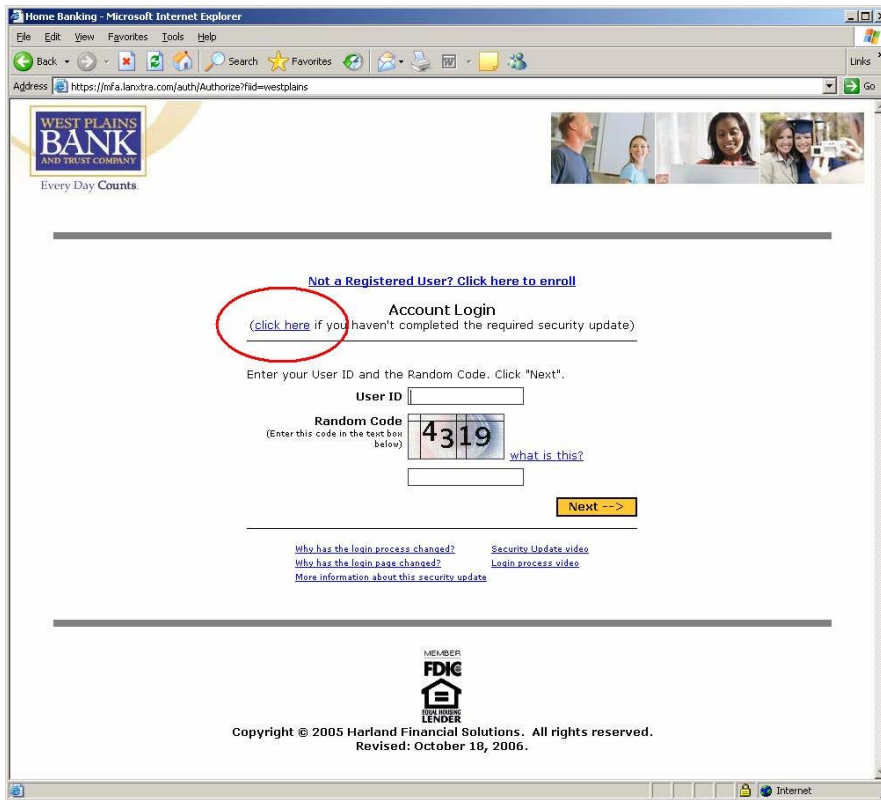 Home Banking - Microsoft Internet Explorer
File Edit View Favorites Tools Help
Back Search Favorites Links »
Address https://mfa.lanxtra.com/auth/Authorize?fiid=westplains Go
WEST PLAINS
BANK
AND TRUST COMPANY
Every Day Counts.
Not a Registered User? Click here to enroll
Account Login
(click here if you haven't completed the required security update)
Enter your User ID and the Random Code. Click "Next".
User ID
Random Code
(Enter this code in the text box
below)
4319
what is this?
Next -->
Why has the login process changed? Security Update video
Why has the login page changed? Login process video
More information about this security update
MEMBER
FDIC
EQUAL HOUSING
LENDER
Copyright © 2005 Harland Financial Solutions. All rights reserved.
Revised: October 18, 2006.
Internet